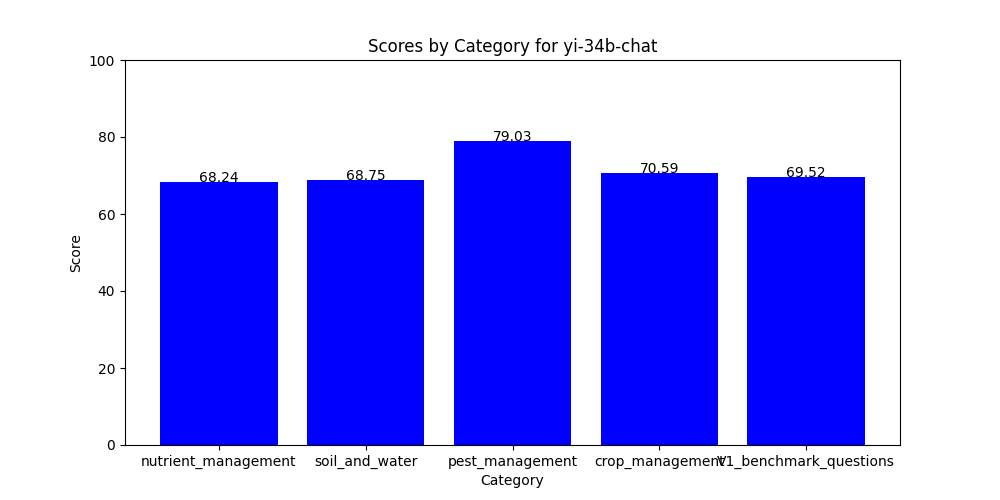 Scores by Category for yi-34b-chat
100
80
60
40
20
0
Score
68.24
68.75
79.03
70.59
69.52
nutrient_management
soil_and_water
pest_management
crop_management
V1_benchmark_questions
Category